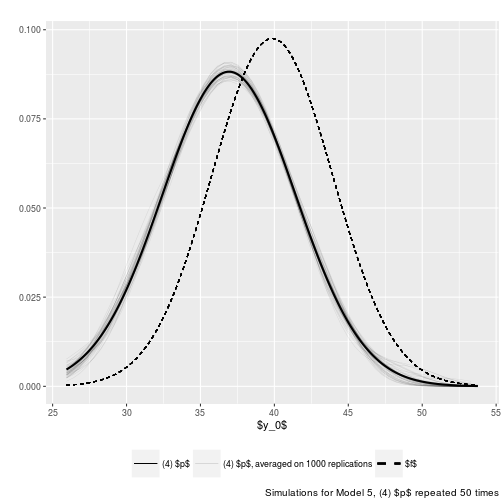 0.100
0.075
0.050
0.025
0.000
25 30 35 40 45 50 55
$y_0$
(4) $p$ (4) $p$, averaged on 1000 replications $f$
Simulations for Model 5, (4) $p$ repeated 50 times